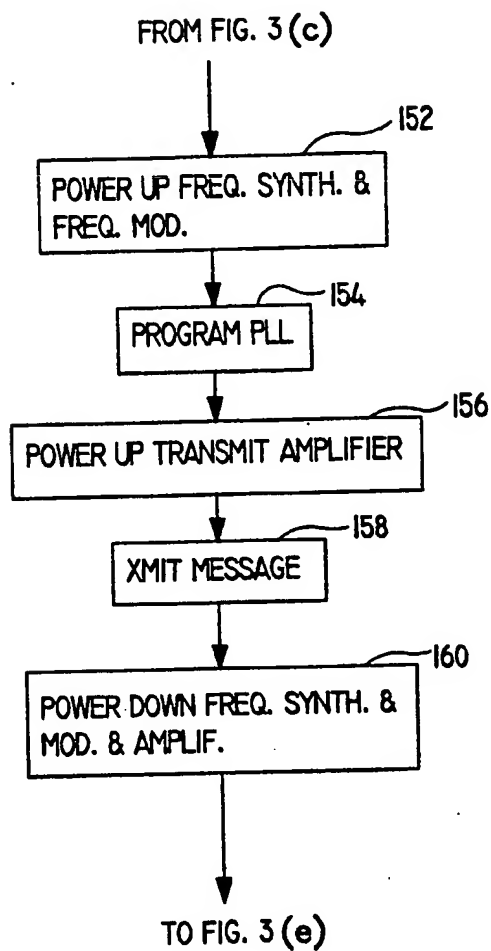 FROM FIG. 3 (c)
152
POWER UP FREQ. SYNTH. &
FREQ. MOD.
154
PROGRAM PLL
156
POWER UP TRANSMIT AMPLIFIER
158
XMIT MESSAGE
160
POWER DOWN FREQ. SYNTH. &
MOD. & AMPLIF.
TO FIG. 3 (e)